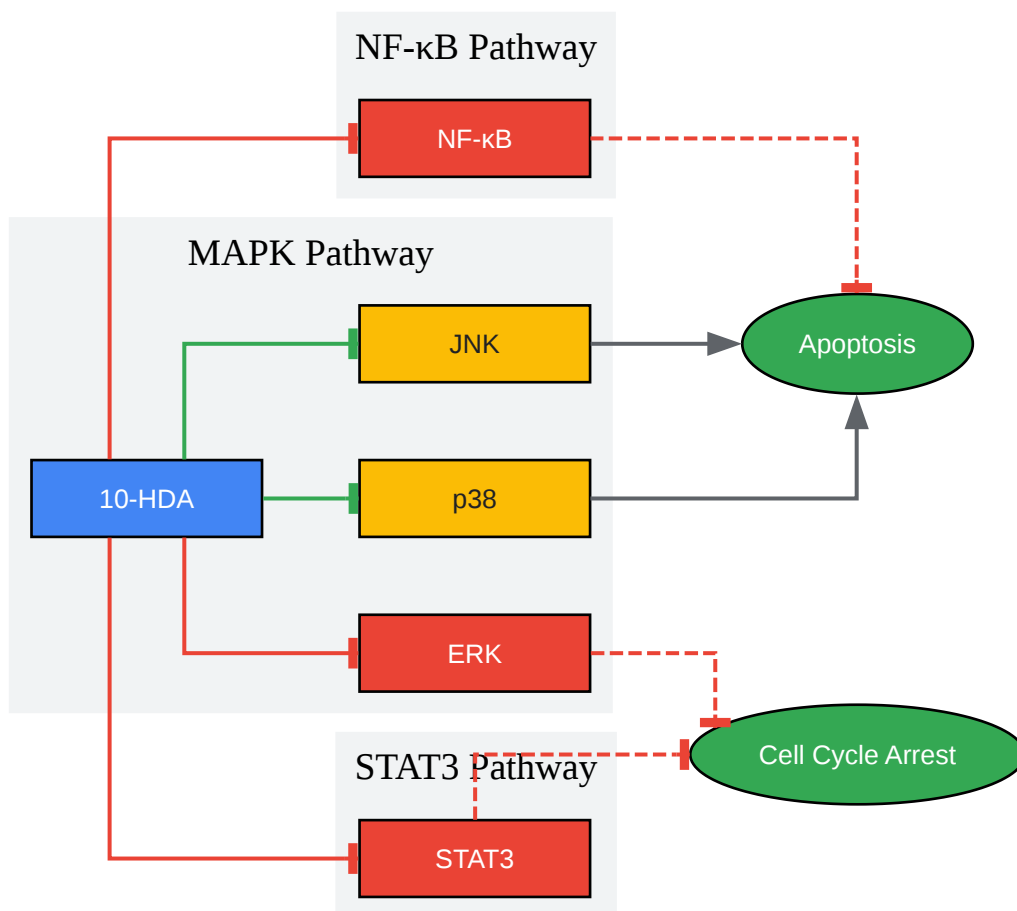 NF-κB Pathway
NF-κB
MAPK Pathway
JNK
Apoptosis
10-HDA
p38
ERK
Cell Cycle Arrest
STAT3 Pathway
STAT3